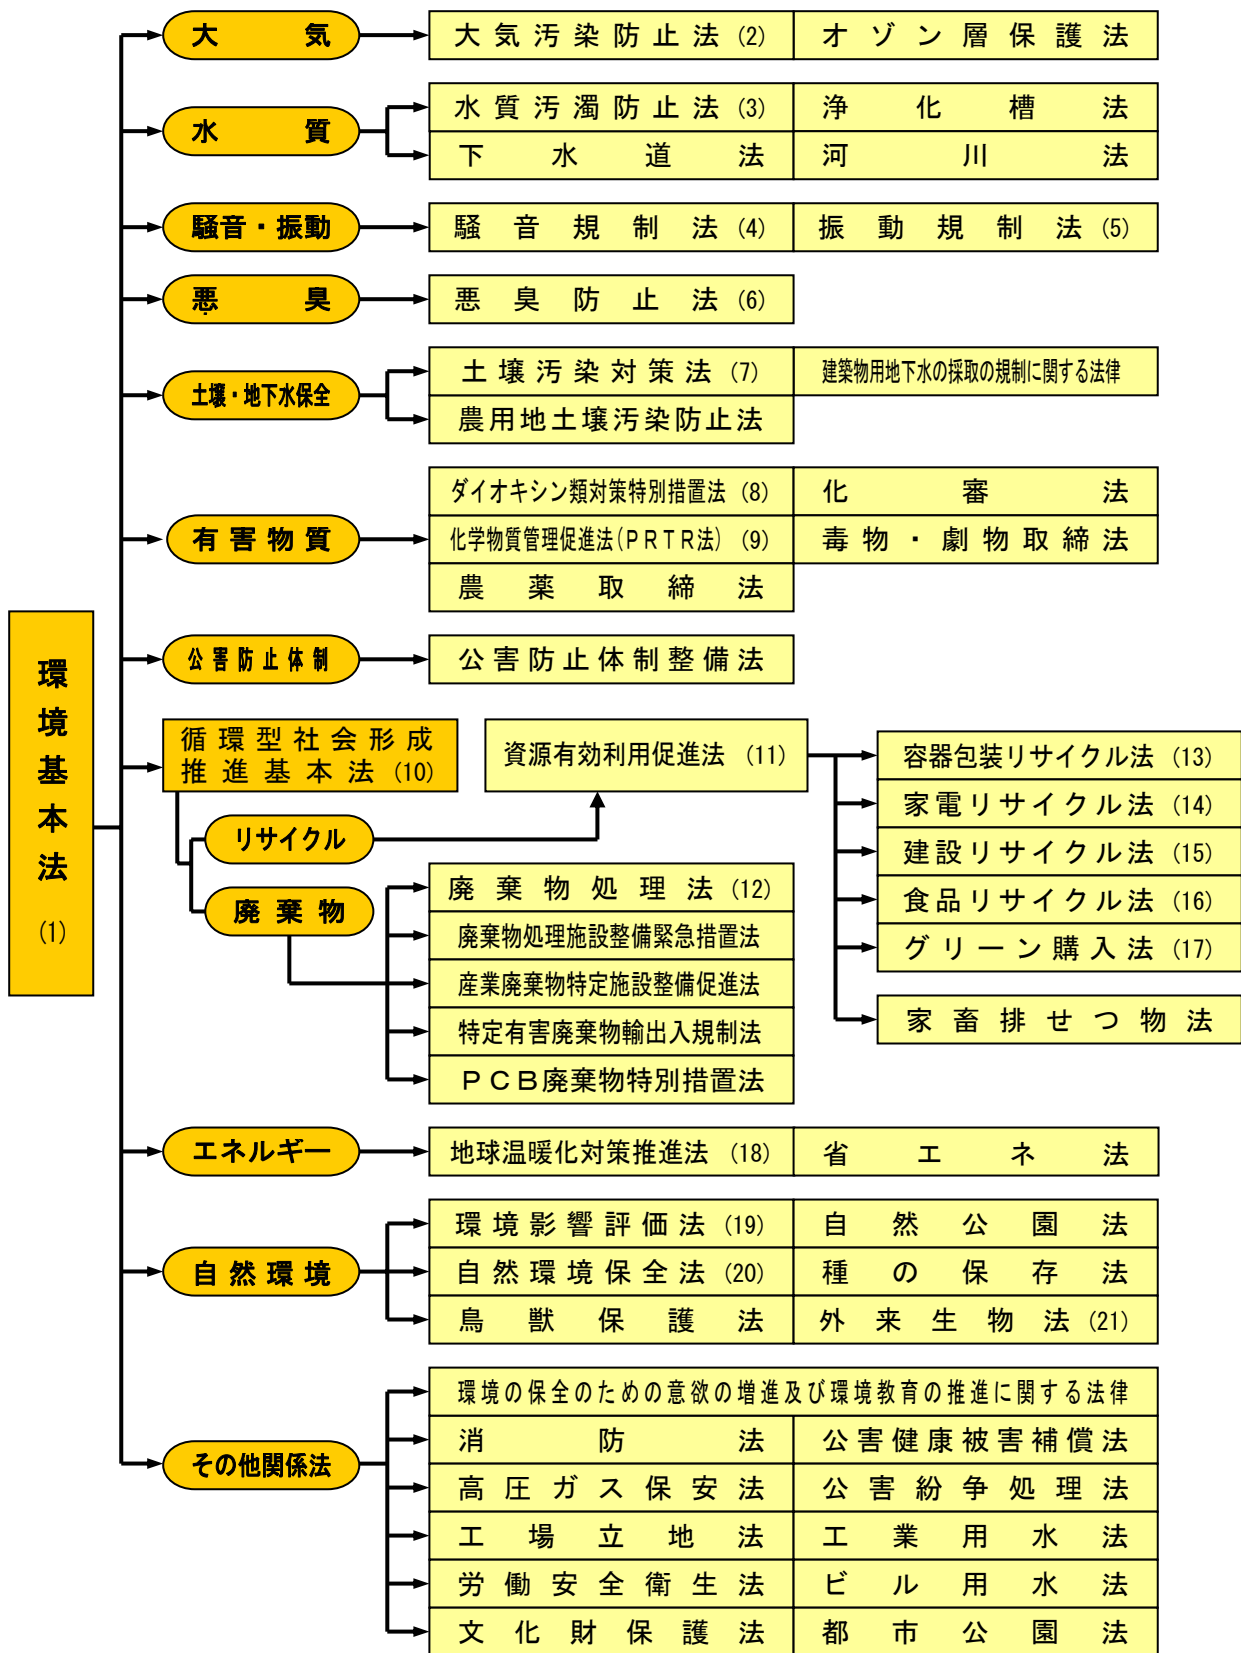 環境基本法
(1)
大気
大気汚染防止法 (2)
オゾン層保護法
水質
水質汚濁防止法 (3)
浄化槽法
下水道法
河川法
騒音・振動
騒音規制法 (4)
振動規制法 (5)
悪臭
悪臭防止法 (6)
土壌・地下水保全
土壌汚染対策法 (7)
建築物用地下水の採取の規制に関する法律
農用地土壌汚染防止法
有害物質
ダイオキシン類対策特別措置法 (8)
化審法
化学物質管理促進法(PRTR法) (9)
毒物・劇物取締法
農薬取締法
公害防止体制
公害防止体制整備法
循環型社会形成
推進基本法 (10)
リサイクル
資源有効利用促進法 (11)
容器包装リサイクル法 (13)
家電リサイクル法 (14)
建設リサイクル法 (15)
食品リサイクル法 (16)
グリーン購入法 (17)
家畜排せつ物法
廃棄物
廃棄物処理法 (12)
廃棄物処理施設整備緊急措置法
産業廃棄物特定施設整備促進法
特定有害廃棄物輸出入規制法
PCB廃棄物特別措置法
エネルギー
地球温暖化対策推進法 (18)
省エネ法
自然環境
環境影響評価法 (19)
自然公園法
自然環境保全法 (20)
種の保存法
鳥獣保護法
外来生物法 (21)
その他関係法
環境の保全のための意欲の増進及び環境教育の推進に関する法律
消防法
公害健康被害補償法
高圧ガス保安法
公害紛争処理法
工場立地法
工業用水法
労働安全衛生法
ビル用水法
文化財保護法
都市公園法